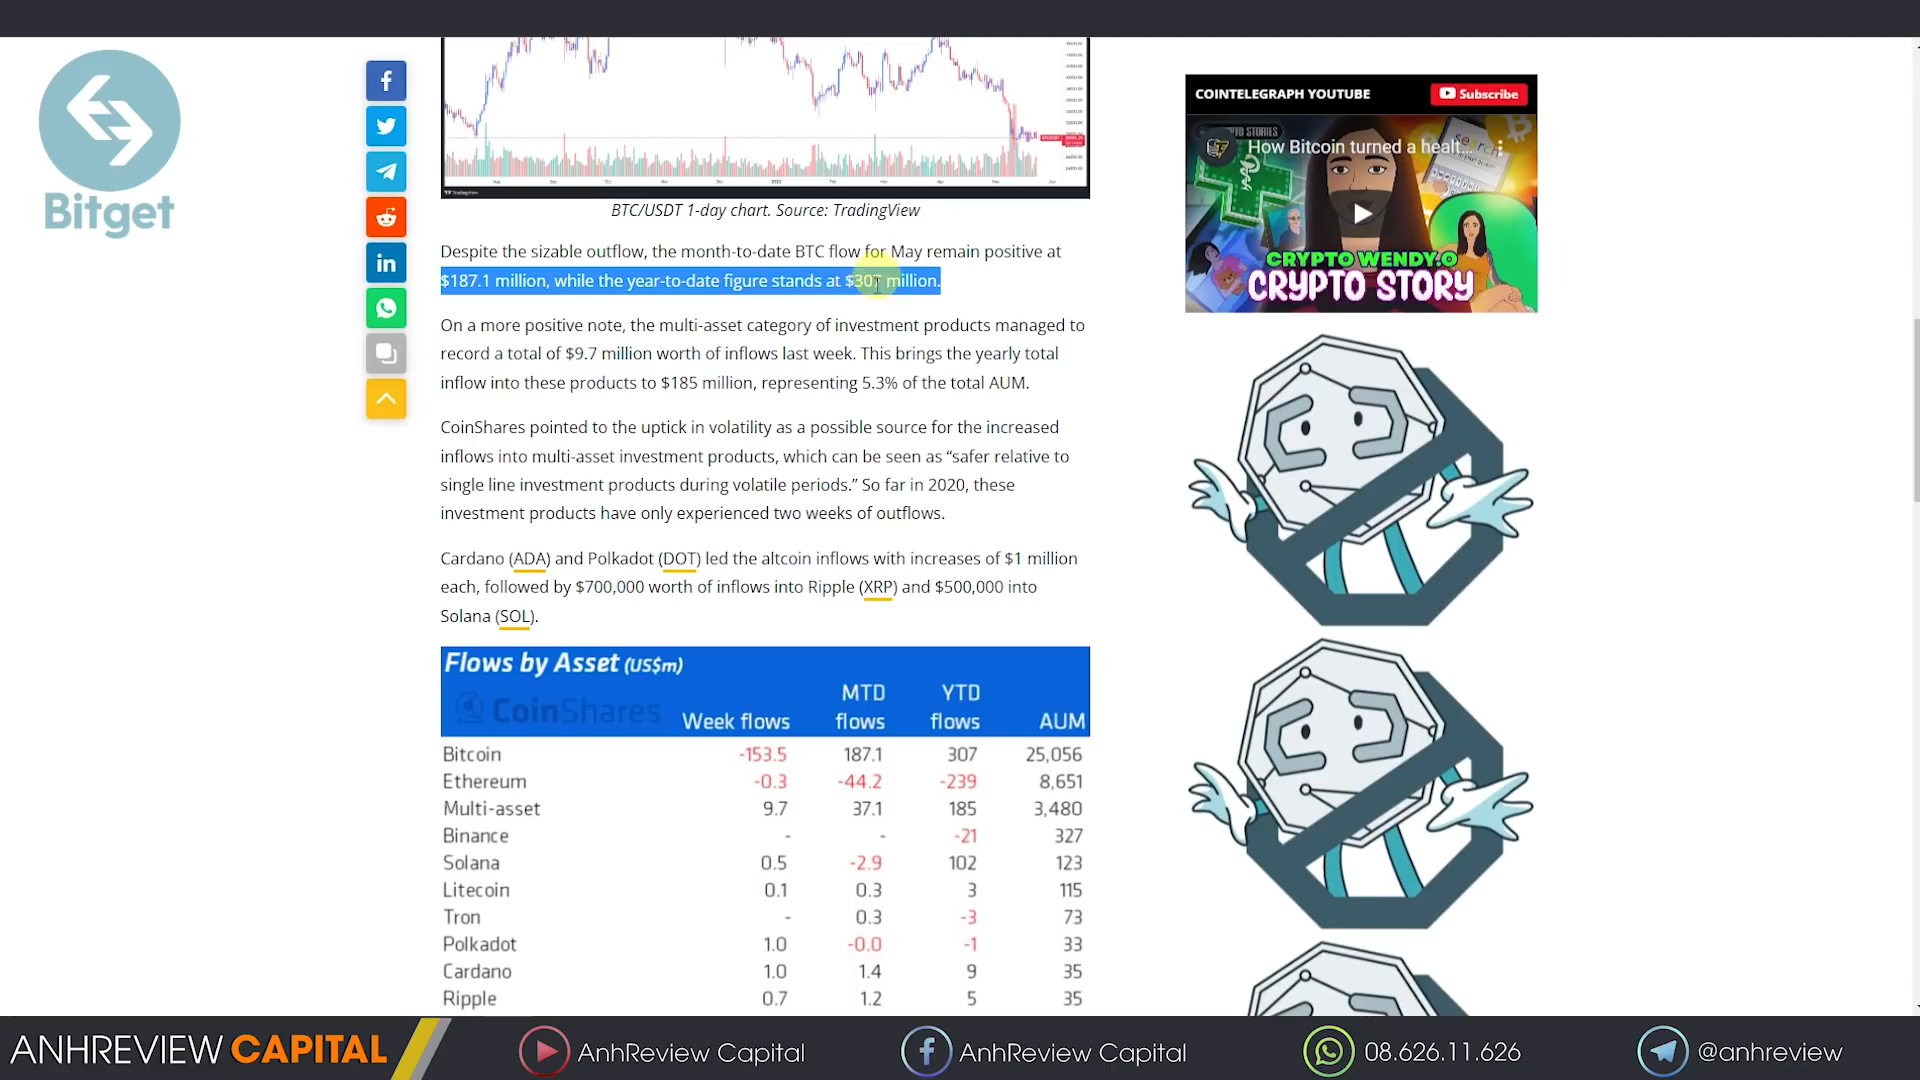 Bitget
TradingView
BTC/USDT 1-day chart. Source: TradingView
Despite the sizable outflow, the month-to-date BTC flow for May remain positive at
$187.1 million, while the year-to-date figure stands at $307 million.
On a more positive note, the multi-asset category of investment products managed to
record a total of $9.7 million worth of inflows last week. This brings the yearly total
inflow into these products to $185 million, representing 5.3% of the total AUM.
CoinShares pointed to the uptick in volatility as a possible source for the increased
inflows into multi-asset investment products, which can be seen as “safer relative to
single line investment products during volatile periods.” So far in 2020, these
investment products have only experienced two weeks of outflows.
Cardano (ADA) and Polkadot (DOT) led the altcoin inflows with increases of $1 million
each, followed by $700,000 worth of inflows into Ripple (XRP) and $500,000 into
Solana (SOL).
Flows by Asset (US$m)
CoinShares
Week flows MTD flows YTD flows AUM
Bitcoin -153.5 187.1 307 25,056
Ethereum -0.3 -44.2 -239 8,651
Multi-asset 9.7 37.1 185 3,480
Binance - - -21 327
Solana 0.5 -2.9 102 123
Litecoin 0.1 0.3 3 115
Tron - 0.3 -3 73
Polkadot 1.0 -0.0 -1 33
Cardano 1.0 1.4 9 35
Ripple 0.7 1.2 5 35
COINTELEGRAPH YOUTUBE
Subscribe
How Bitcoin turned a healt...
CRYPTO WENDY.O
CRYPTO STORY
ANHREVIEW CAPITAL
AnhReview Capital
AnhReview Capital
08.626.11.626
@anhreview